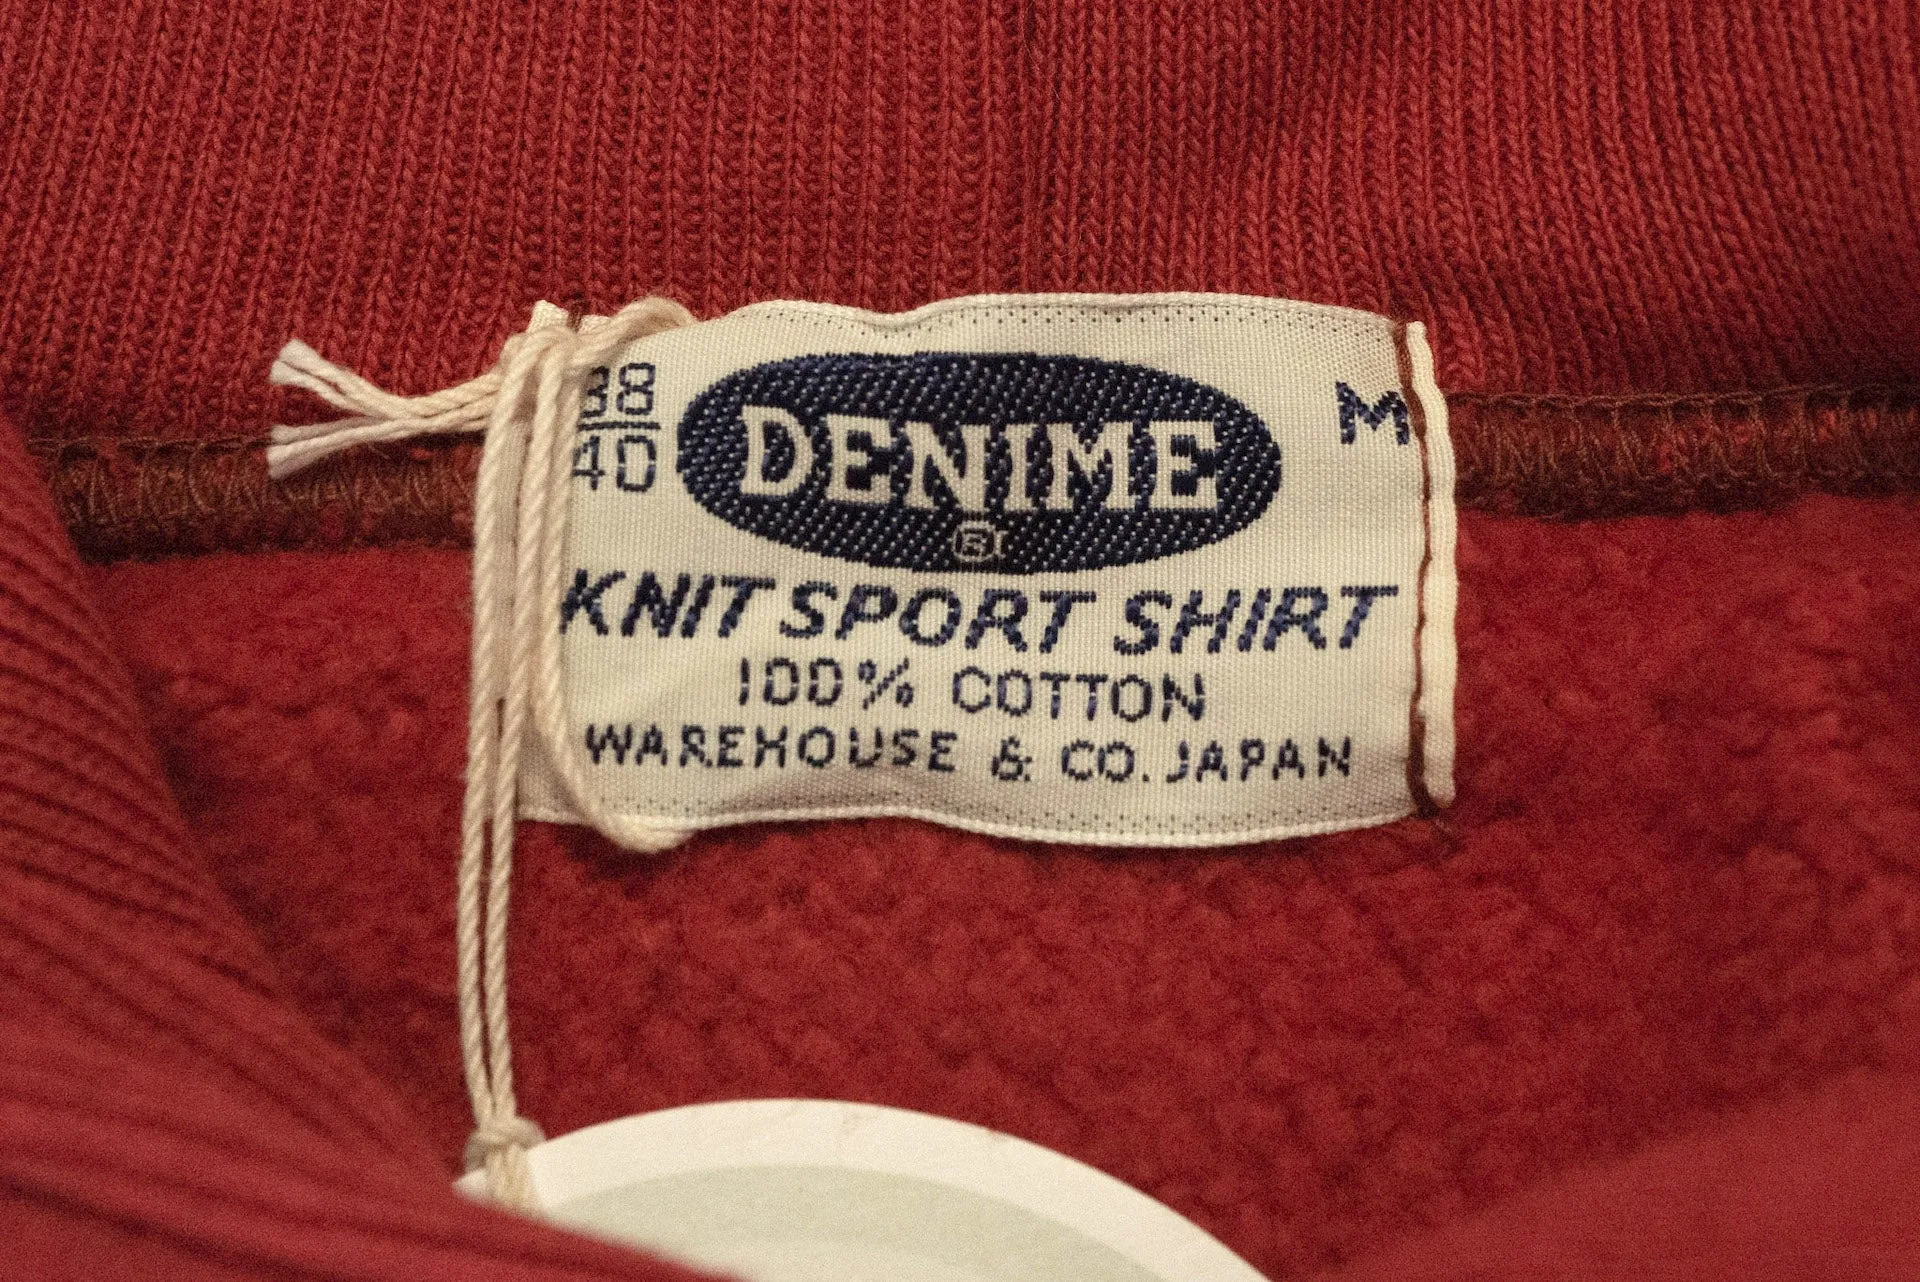 38
40
DENIME
®
M
KNIT SPORT SHIRT
100% COTTON
WAREHOUSE & CO. JAPAN